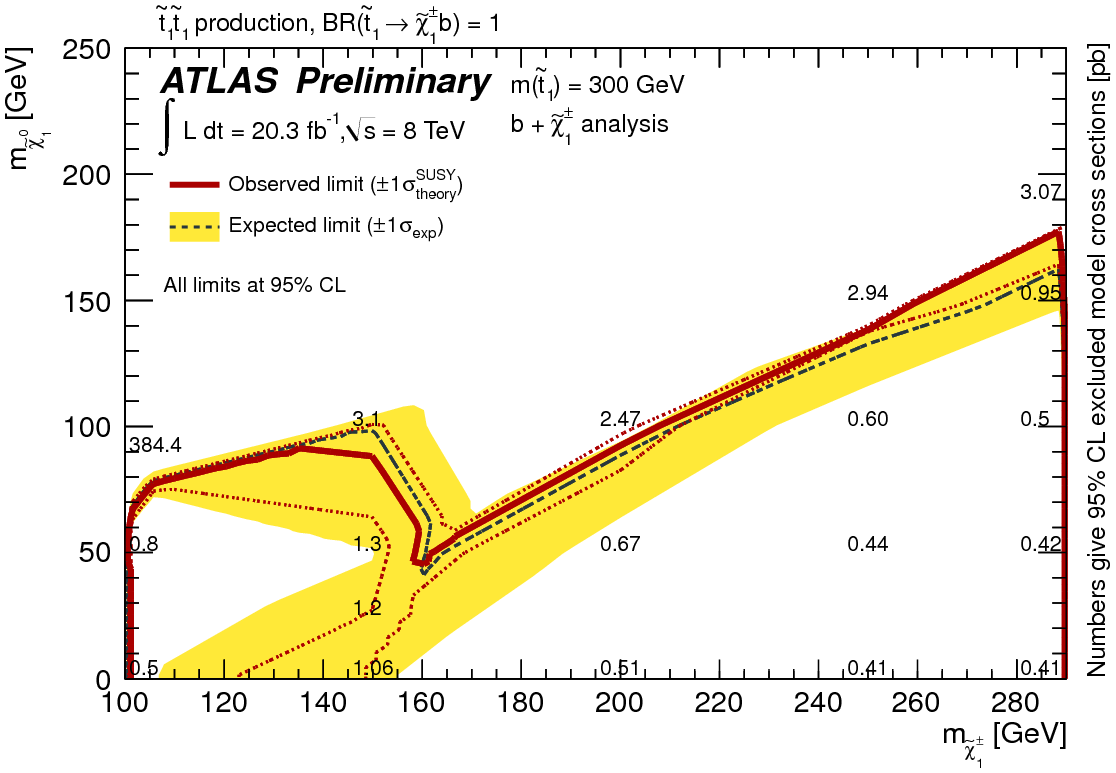 t̃₁t̃₁ production, BR(t̃₁ → χ̃₁±b) = 1
ATLAS Preliminary
m(t̃₁) = 300 GeV
∫ L dt = 20.3 fb⁻¹,√s = 8 TeV
b + χ̃₁± analysis
Observed limit (±1σ SUSY theory)
Expected limit (±1σexp)
All limits at 95% CL
m χ̃₁⁰ [GeV]
250
200
150
100
50
0
3.07
2.94
0.95
384.4
3.1
2.47
0.60
0.5
0.8
1.3
0.67
0.44
0.42
1.2
0.5
1.06
0.51
0.41
0.41
100 120 140 160 180 200 220 240 260 280
m χ̃₁± [GeV]
Numbers give 95% CL excluded model cross sections [pb]